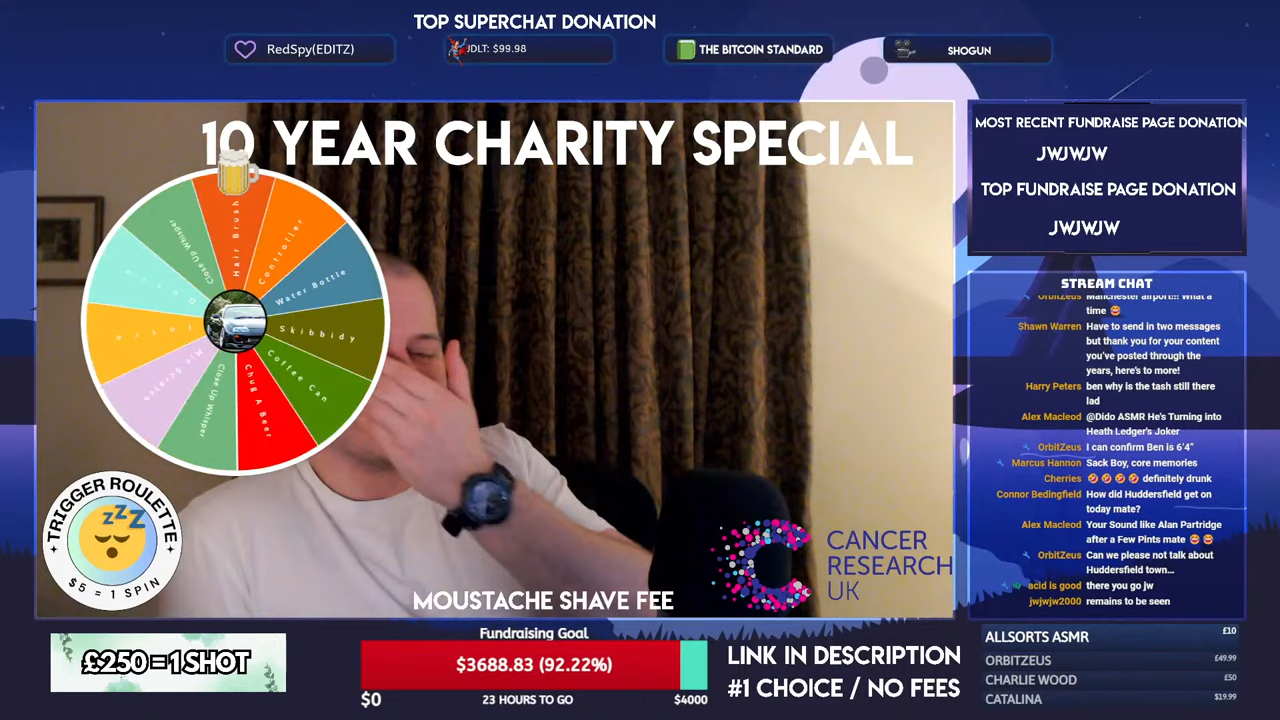 TOP SUPERCHAT DONATION
RedSpy(EDITZ)
JDLT: $99.98
THE BITCOIN STANDARD
SHOGUN
10 YEAR CHARITY SPECIAL
Hair Brush
Controller
Water Bottle
Skibbidy
Coffee Can
Chug A Beer
Close Up Whisper
Mic Scratch
Close Up Whisper
TRIGGER ROULETTE
ZZZ
$5 = 1 SPIN
CANCER
RESEARCH
UK
MOUSTACHE SHAVE FEE
MOST RECENT FUNDRAISE PAGE DONATION
JWJWJW
TOP FUNDRAISE PAGE DONATION
JWJWJW
STREAM CHAT
OrbitZeus Manchester airport!!! What a
time
Shawn Warren Have to send in two messages
but thank you for your content
you've posted through the
years, here's to more!
Harry Peters ben why is the tash still there
lad
Alex Macleod @Dido ASMR He's Turning into
Heath Ledger's Joker
OrbitZeus I can confirm Ben is 6'4"
Marcus Hannon Sack Boy, core memories
Cherries 🤣🤣🤣🤣 definitely drunk
Connor Bedingfield How did Huddersfield get on
today mate?
Alex Macleod Your Sound like Alan Partridge
after a Few Pints mate
OrbitZeus Can we please not talk about
Huddersfield town...
acid is good there you go jw
jwjwjw2000 remains to be seen
£250 = 1 SHOT
Fundraising Goal
$3688.83 (92.22%)
$0
23 HOURS TO GO
$4000
LINK IN DESCRIPTION
#1 CHOICE / NO FEES
ALLSORTS ASMR £10
ORBITZEUS £49.99
CHARLIE WOOD £50
CATALINA $19.99